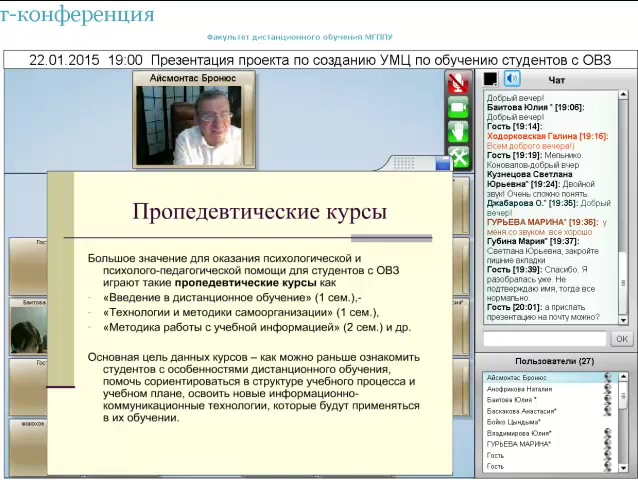 т-конференция
Факультет дистанционного обучения МГППУ
22.01.2015 19:00 Презентация проекта по созданию УМЦ по обучению студентов с ОВЗ
Айсмонтас Бронюс
Пропедевтические курсы
Большое значение для оказания психологической и
психолого-педагогической помощи для студентов с ОВЗ
играют такие пропедевтические курсы как
- «Введение в дистанционное обучение» (1 сем.),-
- «Технологии и методики самоорганизации» (1 сем.),
- «Методика работы с учебной информацией» (2 сем.) и др.
Основная цель данных курсов – как можно раньше ознакомить
студентов с особенностями дистанционного обучения,
помочь сориентироваться в структуре учебного процесса и
учебном плане, освоить новые информационно-
коммуникационные технологии, которые будут применяться
в их обучении.
Гос
Бантова
Гост
морохов
Чат
Добрый вечер!
Баитова Юлия * [19:06]:
Добрый вечер!
Гость [19:14]:
Ходорковская Галина [19:16]:
Всем доброго вечера!)
Гость [19:19]: Мельнико.
Коновалов-добрый вечр
Кузнецова Светлана
Юрьевна* [19:24]: Двойной
звук! Очень сложно понять.
Джабарова О.* [19:35]: Добрый
вечер!
ГУРЬЕВА МАРИНА* [19:36]: у
меня со звуком все хорошо
Губина Мария* [19:37]:
Светлана Юрьевна, закройте
лишние вкладки
Гость [19:39]: Спасибо. Я
разобралась уже. Не
подтверждаю имя, тогда все
нормально.
Гость [20:01]: а прислать
презентацию на почту можно?
OK
Пользователи (27)
Айсмонтас Бронюс
Анофрикова Наталия
Баитова Юлия *
Баскакова Анастасия*
Бойко Цындыма*
Владимирова Юлия*
ГУРЬЕВА МАРИНА*
Гость
Гость